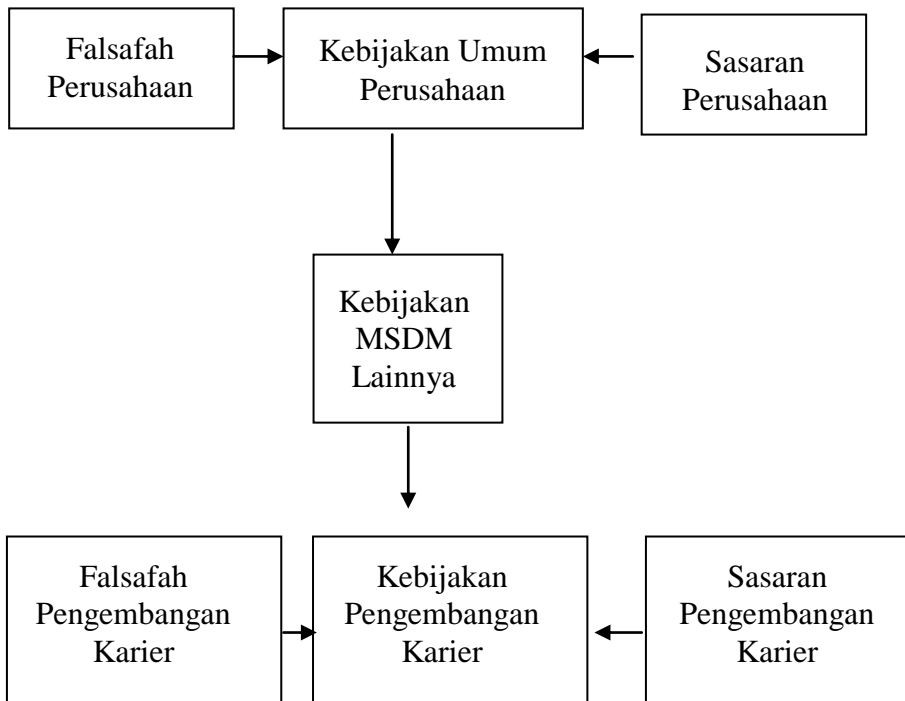 Falsafah
Perusahaan
Kebijakan Umum
Perusahaan
Sasaran
Perusahaan
Kebijakan
MSDM
Lainnya
Falsafah
Pengembangan
Karier
Kebijakan
Pengembangan
Karier
Sasaran
Pengembangan
Karier